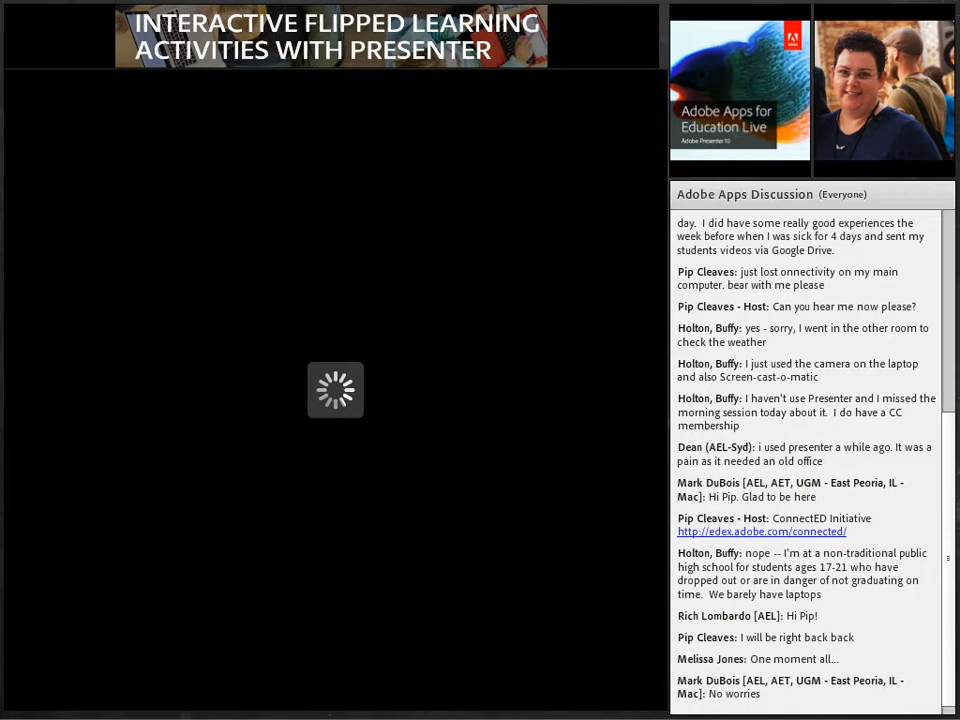 INTERACTIVE FLIPPED LEARNING
ACTIVITIES WITH PRESENTER
Adobe
Adobe Apps for
Education Live
Adobe Presenter 10
Adobe Apps Discussion (Everyone)
day. I did have some really good experiences the
week before when I was sick for 4 days and sent my
students videos via Google Drive.
Pip Cleaves: just lost onnectivity on my main
computer. bear with me please
Pip Cleaves - Host: Can you hear me now please?
Holton, Buffy: yes - sorry, I went in the other room to
check the weather
Holton, Buffy: I just used the camera on the laptop
and also Screen-cast-o-matic
Holton, Buffy: I haven't use Presenter and I missed the
morning session today about it. I do have a CC
membership
Dean (AEL-Syd): i used presenter a while ago. It was a
pain as it needed an old office
Mark DuBois [AEL, AET, UGM - East Peoria, IL -
Mac]: Hi Pip. Glad to be here
Pip Cleaves - Host: ConnectED Initiative
http://edex.adobe.com/connected/
Holton, Buffy: nope -- I'm at a non-traditional public
high school for students ages 17-21 who have
dropped out or are in danger of not graduating on
time. We barely have laptops
Rich Lombardo [AEL]: Hi Pip!
Pip Cleaves: I will be right back back
Melissa Jones: One moment all...
Mark DuBois [AEL, AET, UGM - East Peoria, IL -
Mac]: No worries